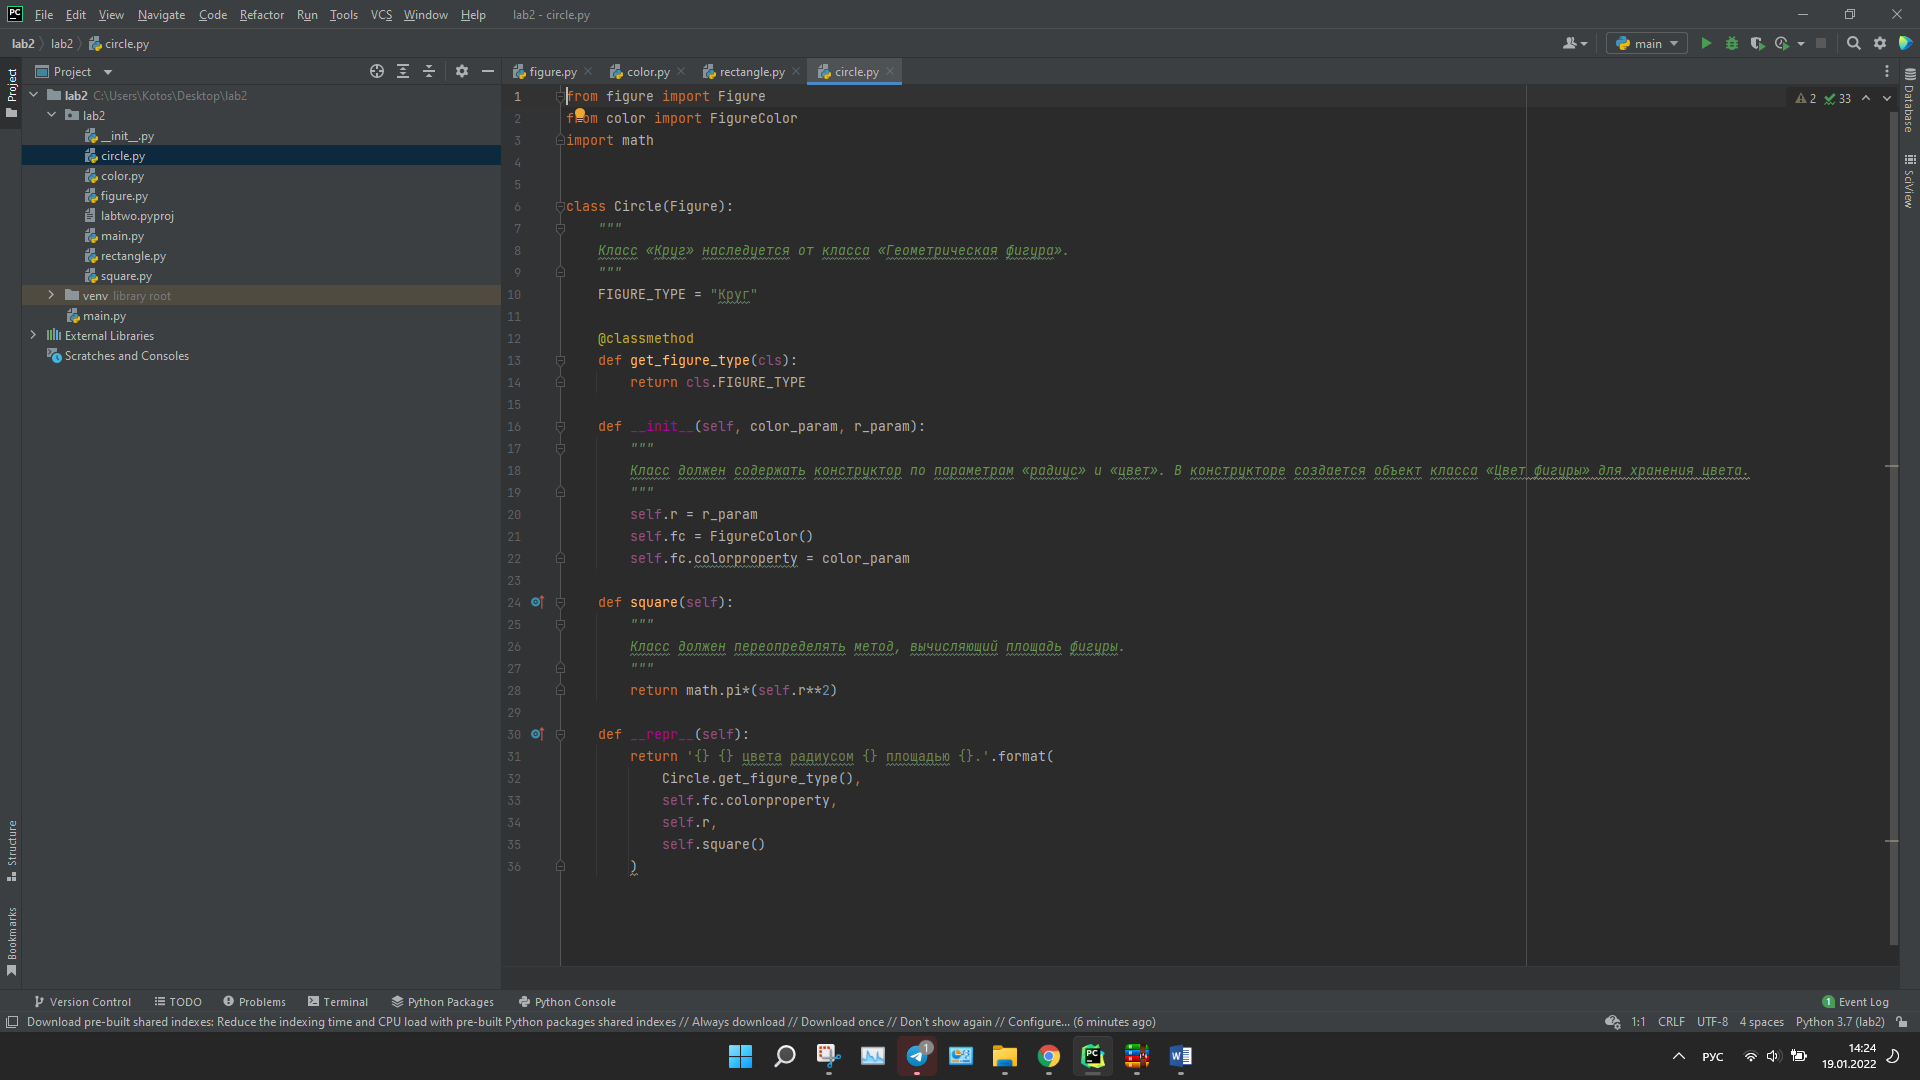 File Edit View Navigate Code Refactor Run Tools VCS Window Help lab2 - circle.py
lab2 lab2 circle.py main
Project
Project
lab2 C:\Users\Kotos\Desktop\lab2
lab2
__init__.py
circle.py
color.py
figure.py
labtwo.pyproj
main.py
rectangle.py
square.py
venv library root
main.py
External Libraries
Scratches and Consoles
Structure
Bookmarks
figure.py color.py rectangle.py circle.py
2 33
1 from figure import Figure
2 from color import FigureColor
3 import math
4
5
6 class Circle(Figure):
7 """
8 Класс «Круг» наследуется от класса «Геометрическая фигура».
9 """
10 FIGURE_TYPE = "Круг"
11
12 @classmethod
13 def get_figure_type(cls):
14 return cls.FIGURE_TYPE
15
16 def __init__(self, color_param, r_param):
17 """
18 Класс должен содержать конструктор по параметрам «радиус» и «цвет». В конструкторе создается объект класса «Цвет фигуры» для хранения цвета.
19 """
20 self.r = r_param
21 self.fc = FigureColor()
22 self.fc.colorproperty = color_param
23
24 def square(self):
25 """
26 Класс должен переопределять метод, вычисляющий площадь фигуры.
27 """
28 return math.pi*(self.r**2)
29
30 def __repr__(self):
31 return '{} {} цвета радиусом {} площадью {}.'.format(
32 Circle.get_figure_type(),
33 self.fc.colorproperty,
34 self.r,
35 self.square()
36 )
Database
SciView
Version Control TODO Problems Terminal Python Packages Python Console 1 Event Log
Download pre-built shared indexes: Reduce the indexing time and CPU load with pre-built Python packages shared indexes // Always download // Download once // Don't show again // Configure... (6 minutes ago) 1:1 CRLF UTF-8 4 spaces Python 3.7 (lab2)
1
РУС
14:24
19.01.2022